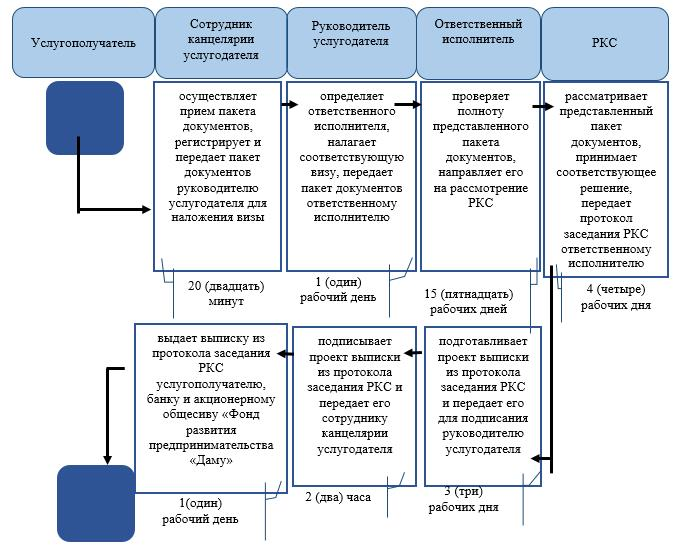 Услугополучатель
Сотрудник
канцелярии
услугодателя
Руководитель
услугодателя
Ответственный
исполнитель
РКС
осуществляет
прием пакета
документов,
регистрирует и
передает пакет
документов
руководителю
услугодателя для
наложения визы
определяет
ответственного
исполнителя,
налагает
соответствующую
визу, передает
пакет документов
ответственному
исполнителю
проверяет
полноту
представленного
пакета
документов,
направляет его
на рассмотрение
РКС
рассматривает
представленный
пакет
документов,
принимает
соответствующее
решение,
передает
протокол
заседания РКС
ответственному
исполнителю
20 (двадцать)
минут
1 (один)
рабочий день
15 (пятнадцать)
рабочих дней
4 (четыре)
рабочих дня
выдает выписку из
протокола заседания
РКС
услугополучателю,
банку и акционерному
общесиву «Фонд
развития
предпринимательства
«Даму»
подписывает
проект выписки
из протокола
заседания РКС и
передает его
сотруднику
канцелярии
услугодателя
подготавливает
проект выписки
из протокола
заседания РКС
и передает его
для подписания
руководителю
услугодателя
1(один)
рабочий день
2 (два) часа
3 (три)
рабочих дня